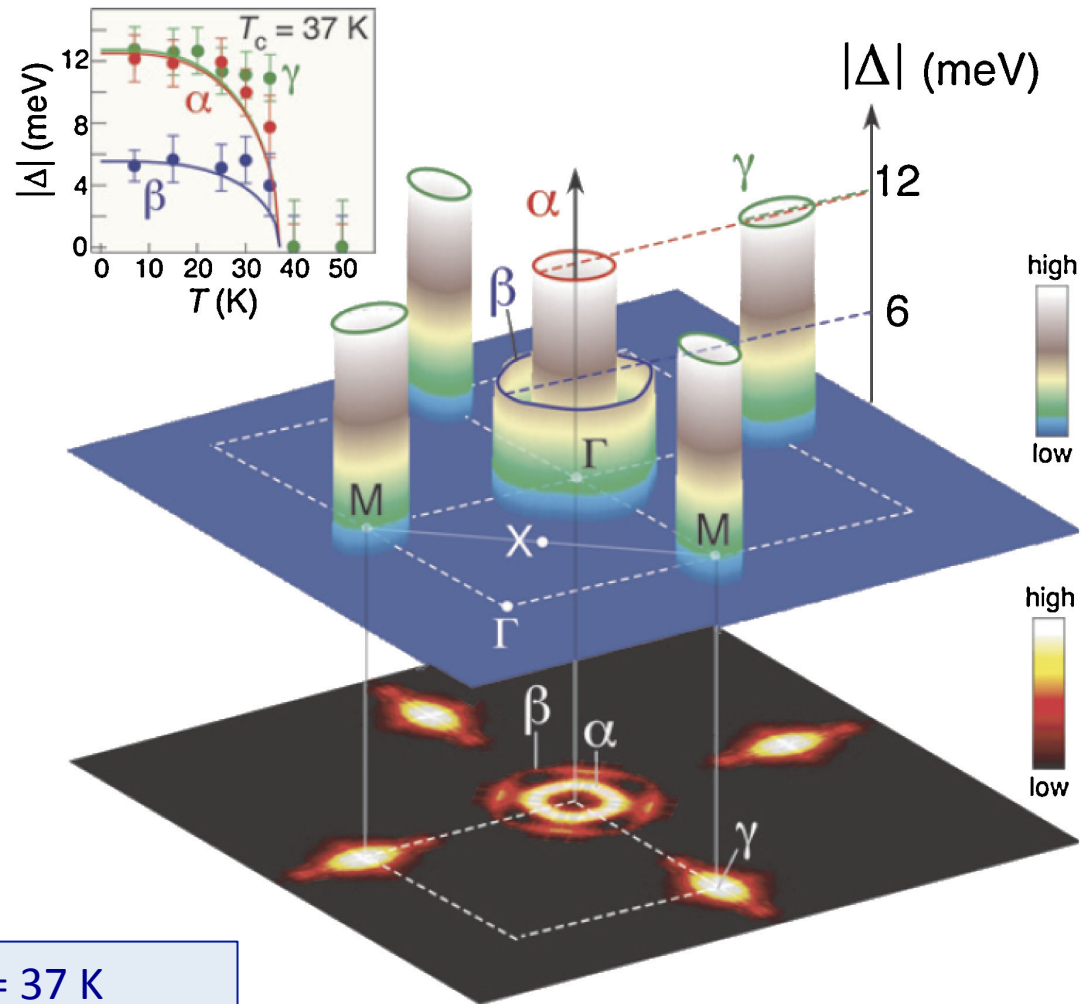 T_c = 37 K
|Δ| (meV)
12
8
4
0
γ
α
β
0 10 20 30 40 50
T (K)
|Δ| (meV)
12
6
α
γ
β
high
low
Γ
M
X
M
Γ
high
low
β
α
γ
= 37 K